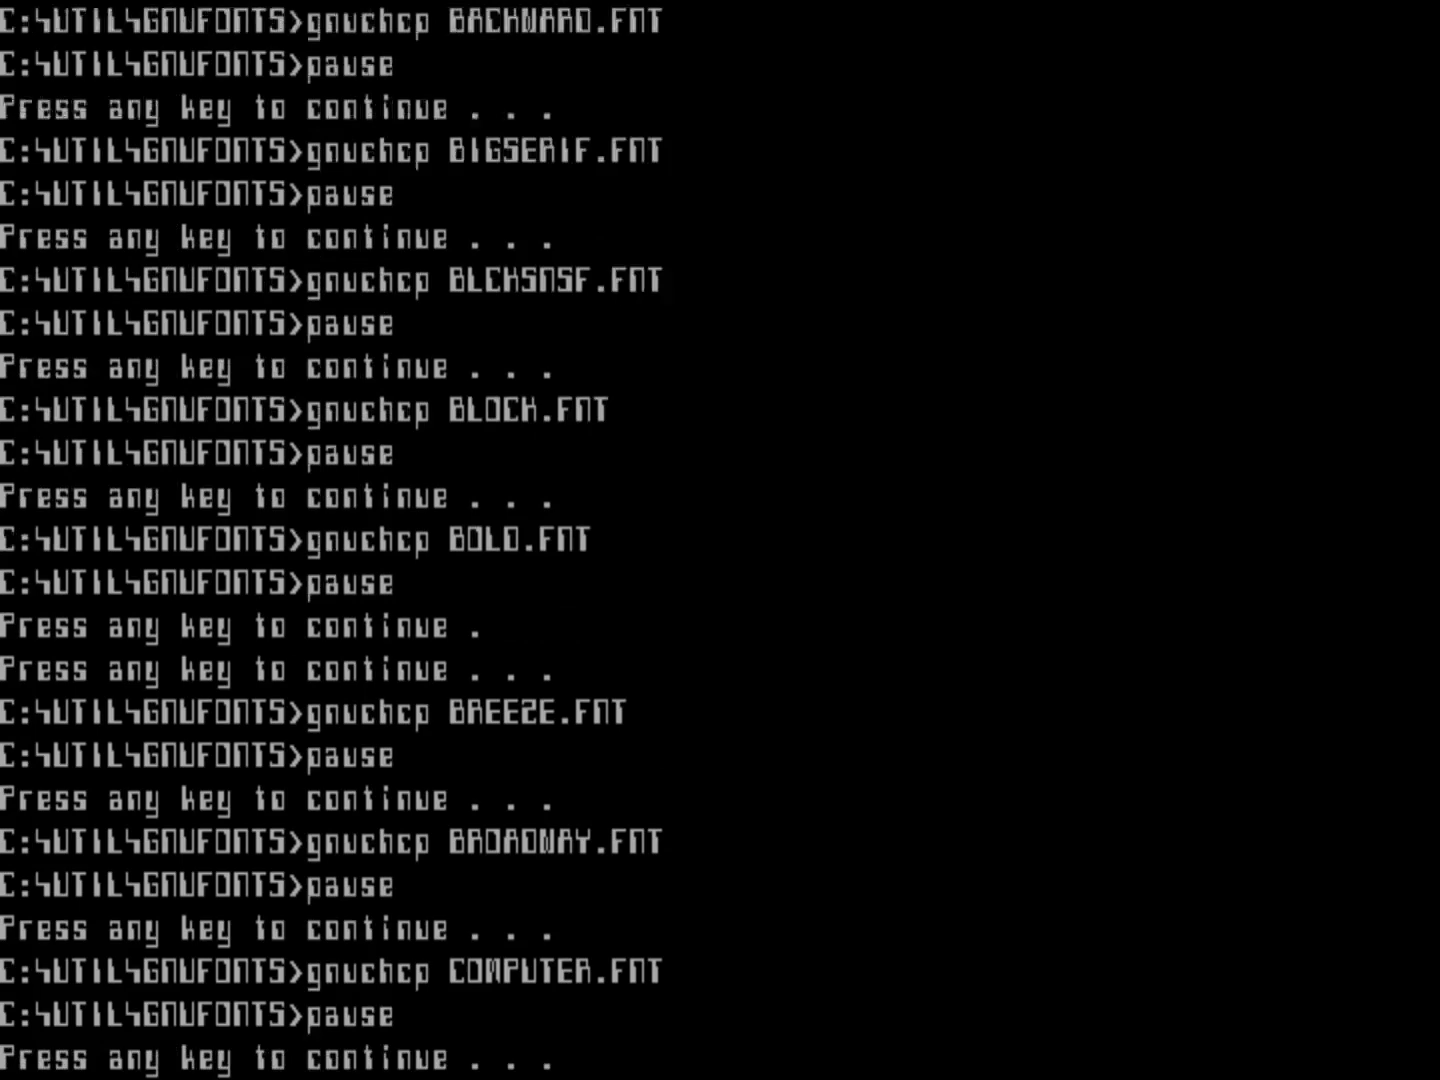 C:\UTIL\GNUFONTS>gnuchcp BACKWARD.FNT
C:\UTIL\GNUFONTS>pause
Press any key to continue . . .
C:\UTIL\GNUFONTS>gnuchcp BIGSERIF.FNT
C:\UTIL\GNUFONTS>pause
Press any key to continue . . .
C:\UTIL\GNUFONTS>gnuchcp BLCKSNSF.FNT
C:\UTIL\GNUFONTS>pause
Press any key to continue . . .
C:\UTIL\GNUFONTS>gnuchcp BLOCK.FNT
C:\UTIL\GNUFONTS>pause
Press any key to continue . . .
C:\UTIL\GNUFONTS>gnuchcp BOLD.FNT
C:\UTIL\GNUFONTS>pause
Press any key to continue .
Press any key to continue . . .
C:\UTIL\GNUFONTS>gnuchcp BREEZE.FNT
C:\UTIL\GNUFONTS>pause
Press any key to continue . . .
C:\UTIL\GNUFONTS>gnuchcp BROADWAY.FNT
C:\UTIL\GNUFONTS>pause
Press any key to continue . . .
C:\UTIL\GNUFONTS>gnuchcp COMPUTER.FNT
C:\UTIL\GNUFONTS>pause
Press any key to continue . . .